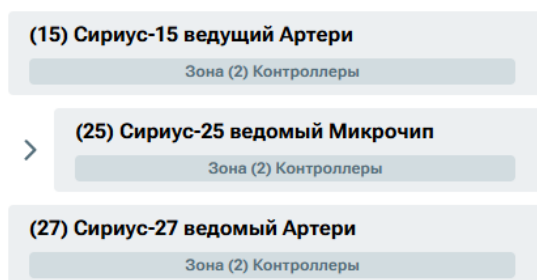 (15) Сириус-15 ведущий Артери
Зона (2) Контроллеры
(25) Сириус-25 ведомый Микрочип
Зона (2) Контроллеры
(27) Сириус-27 ведомый Артери
Зона (2) Контроллеры